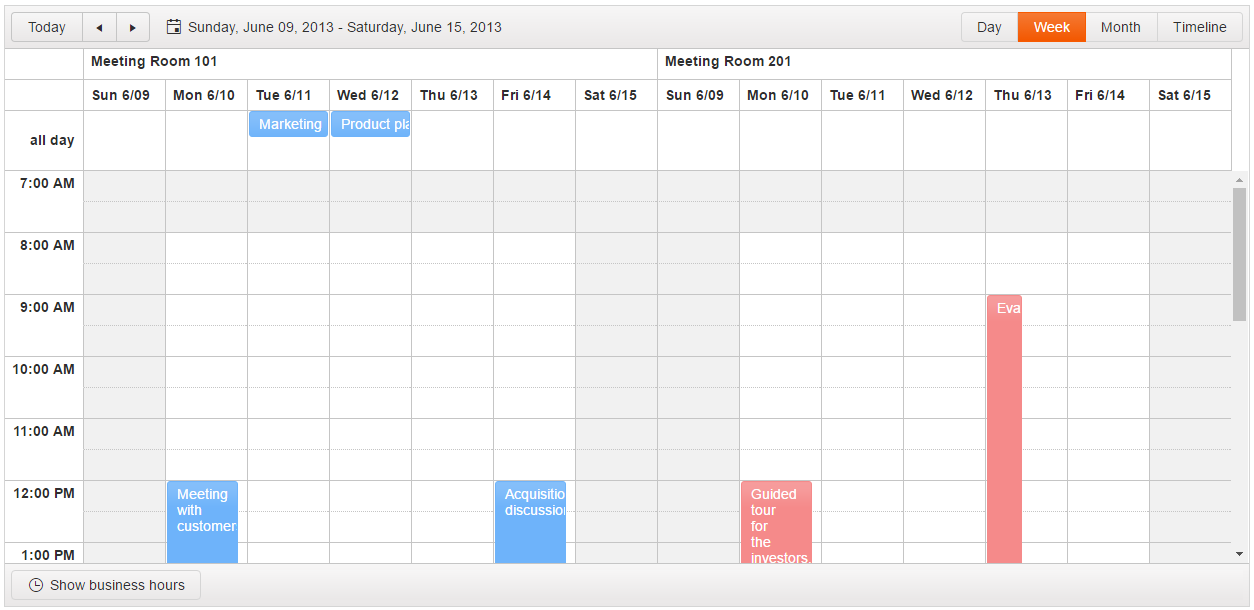 Today Sunday, June 09, 2013 - Saturday, June 15, 2013 Day Week Month Timeline
Meeting Room 101 Meeting Room 201
Sun 6/09 Mon 6/10 Tue 6/11 Wed 6/12 Thu 6/13 Fri 6/14 Sat 6/15 Sun 6/09 Mon 6/10 Tue 6/11 Wed 6/12 Thu 6/13 Fri 6/14 Sat 6/15
Marketing Product pla
all day
7:00 AM
8:00 AM
9:00 AM Eva
10:00 AM
11:00 AM
12:00 PM
Meeting
with
customer
Acquisitio
discussion
Guided
tour
for
the
investors.
1:00 PM
Show business hours